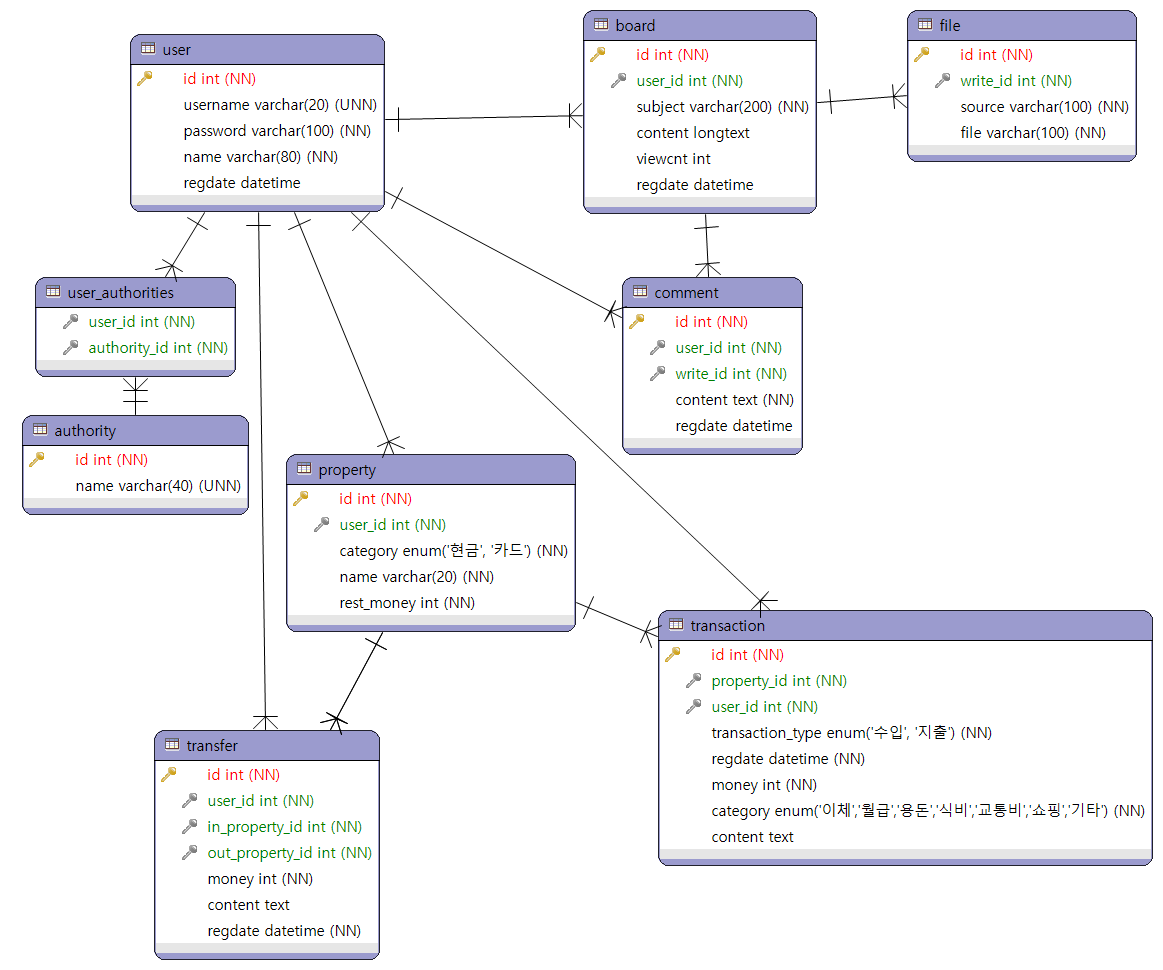 user
id int (NN)
username varchar(20) (UNN)
password varchar(100) (NN)
name varchar(80) (NN)
regdate datetime
board
id int (NN)
user_id int (NN)
subject varchar(200) (NN)
content longtext
viewcnt int
regdate datetime
file
id int (NN)
write_id int (NN)
source varchar(100) (NN)
file varchar(100) (NN)
user_authorities
user_id int (NN)
authority_id int (NN)
comment
id int (NN)
user_id int (NN)
write_id int (NN)
content text (NN)
regdate datetime
authority
id int (NN)
name varchar(40) (UNN)
property
id int (NN)
user_id int (NN)
category enum('현금', '카드') (NN)
name varchar(20) (NN)
rest_money int (NN)
transaction
id int (NN)
property_id int (NN)
user_id int (NN)
transaction_type enum('수입', '지출') (NN)
regdate datetime (NN)
money int (NN)
category enum('이체','월급','용돈','식비','교통비','쇼핑','기타') (NN)
content text
transfer
id int (NN)
user_id int (NN)
in_property_id int (NN)
out_property_id int (NN)
money int (NN)
content text
regdate datetime (NN)